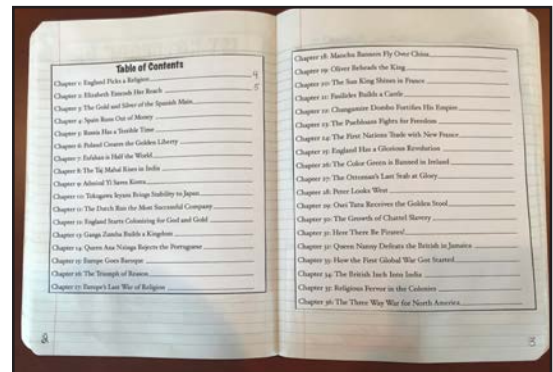 Table of Contents
Chapter 1: England Picks a Religion 4
Chapter 2: Elizabeth Extends Her Reach 5
Chapter 3: The Gold and Silver of the Spanish Main
Chapter 4: Spain Runs Out of Money
Chapter 5: Russia Has a Terrible Time
Chapter 6: Poland Creates the Golden Liberty
Chapter 7: Esfahan is Half the World
Chapter 8: The Taj Mahal Rises in India
Chapter 9: Admiral Yi Saves Korea
Chapter 10: Tokugawa Ieyasu Brings Stability to Japan
Chapter 11: The Dutch Run the Most Successful Company
Chapter 12: England Starts Colonizing for God and Gold
Chapter 13: Ganga Zumba Builds a Kingdom
Chapter 14: Queen Ana Nzinga Rejects the Portuguese
Chapter 15: Europe Goes Baroque
Chapter 16: The Triumph of Reason
Chapter 17: Europe's Last War of Religion
2
Chapter 18: Manchu Banners Fly Over China
Chapter 19: Oliver Beheads the King
Chapter 20: The Sun King Shines in France
Chapter 21: Fasilides Builds a Castle
Chapter 22: Changamire Dombo Fortifies His Empire
Chapter 23: The Puebloans Fight for Freedom
Chapter 24: The First Nations Trade with New France
Chapter 25: England Has a Glorious Revolution
Chapter 26: The Color Green is Banned in Ireland
Chapter 27: The Ottoman's Last Stab at Glory
Chapter 28: Peter Looks West
Chapter 29: Osei Tutu Receives the Golden Stool
Chapter 30: The Growth of Chattel Slavery
Chapter 31: Here There Be Pirates!
Chapter 32: Queen Nanny Defeats the British in Jamaica
Chapter 33: How the First Global War Got Started
Chapter 34: The British Inch Into India
Chapter 35: Religious Fervor in the Colonies
Chapter 36: The Three Way War for North America
3